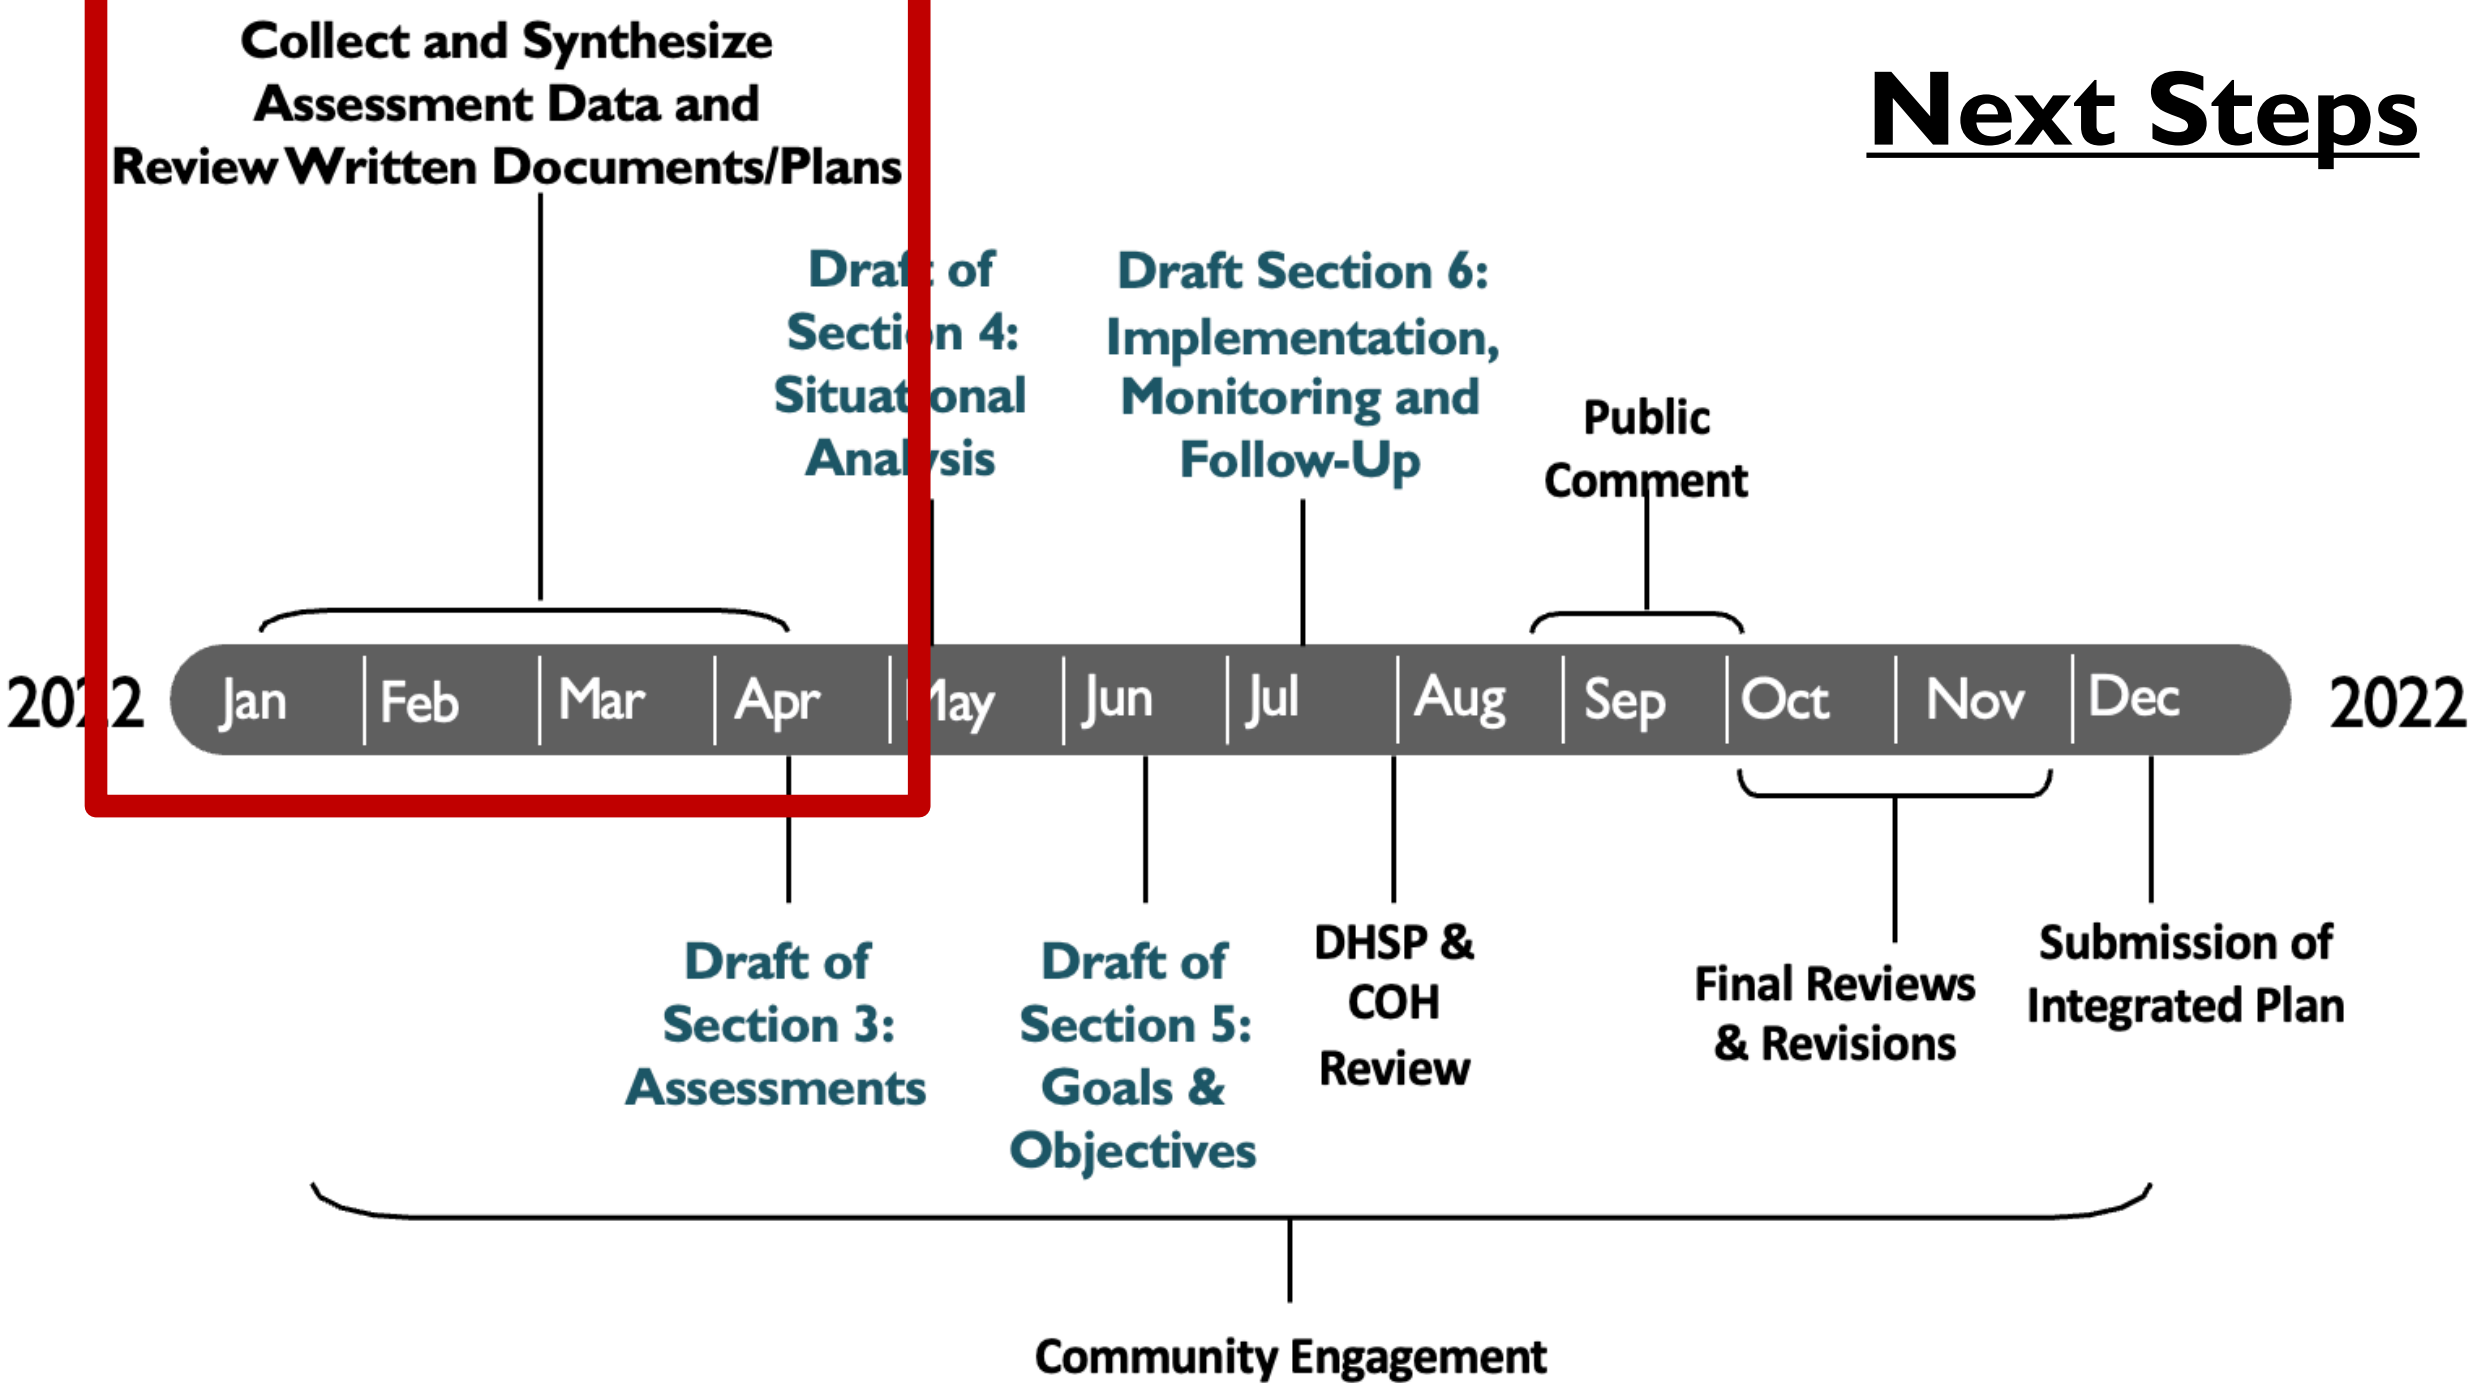 Collect and Synthesize
Assessment Data and
Review Written Documents/Plans
Next Steps
Draft of
Section 4:
Situational
Analysis
Draft Section 6:
Implementation,
Monitoring and
Follow-Up
Public
Comment
2022
Jan
Feb
Mar
Apr
May
Jun
Jul
Aug
Sep
Oct
Nov
Dec
2022
Draft of
Section 3:
Assessments
Draft of
Section 5:
Goals &
Objectives
DHSP &
COH
Review
Final Reviews
& Revisions
Submission of
Integrated Plan
Community Engagement